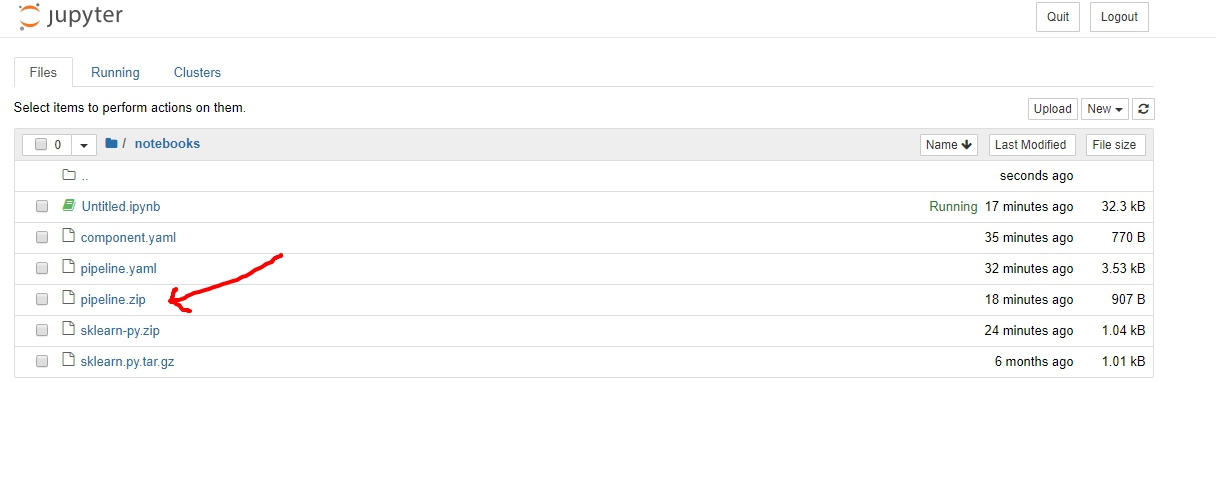 jupyter Quit Logout
Files Running Clusters
Select items to perform actions on them. Upload New
0 / notebooks Name Last Modified File size
.. seconds ago
Untitled.ipynb Running 17 minutes ago 32.3 kB
component.yaml 35 minutes ago 770 B
pipeline.yaml 32 minutes ago 3.53 kB
pipeline.zip 18 minutes ago 907 B
sklearn-py.zip 24 minutes ago 1.04 kB
sklearn.py.tar.gz 6 months ago 1.01 kB